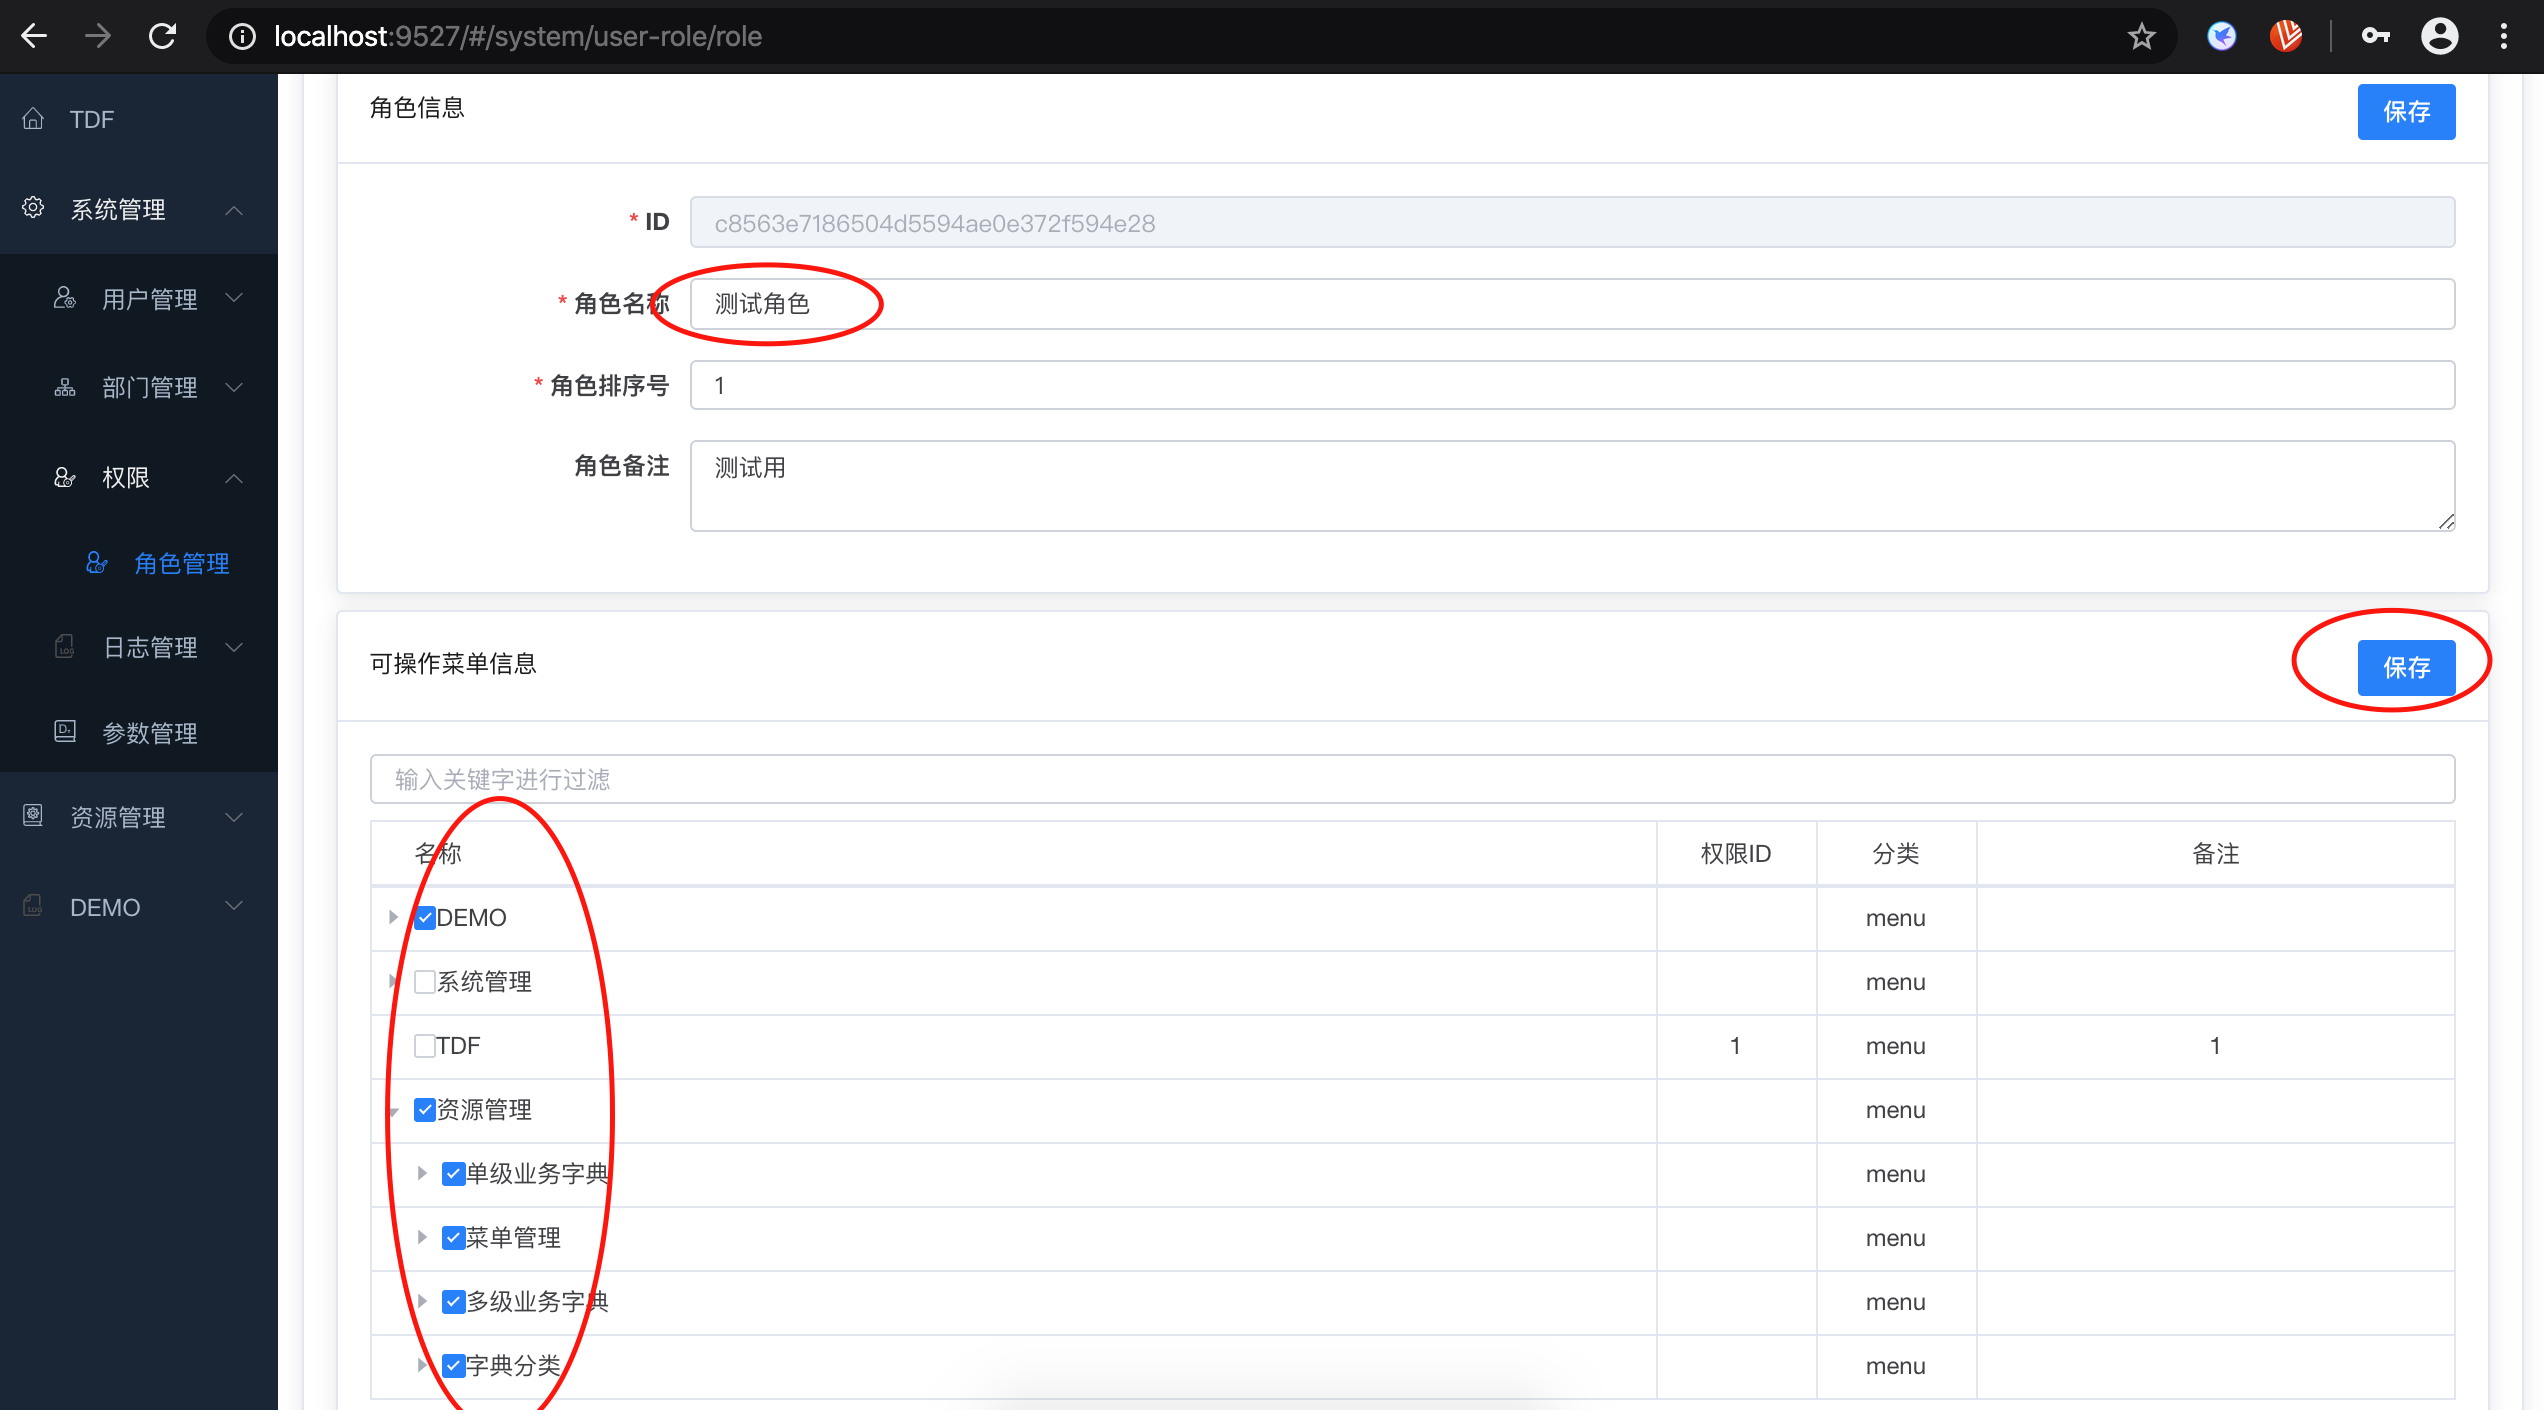 localhost:9527/#/system/user-role/role
TDF
系统管理
用户管理
部门管理
权限
角色管理
日志管理
参数管理
资源管理
DEMO
角色信息
保存
* ID
c8563e7186504d5594ae0e372f594e28
* 角色名称
测试角色
* 角色排序号
1
角色备注
测试用
可操作菜单信息
保存
输入关键字进行过滤
名称 权限ID 分类 备注
DEMO menu
系统管理 menu
TDF 1 menu 1
资源管理 menu
单级业务字典 menu
菜单管理 menu
多级业务字典 menu
字典分类 menu